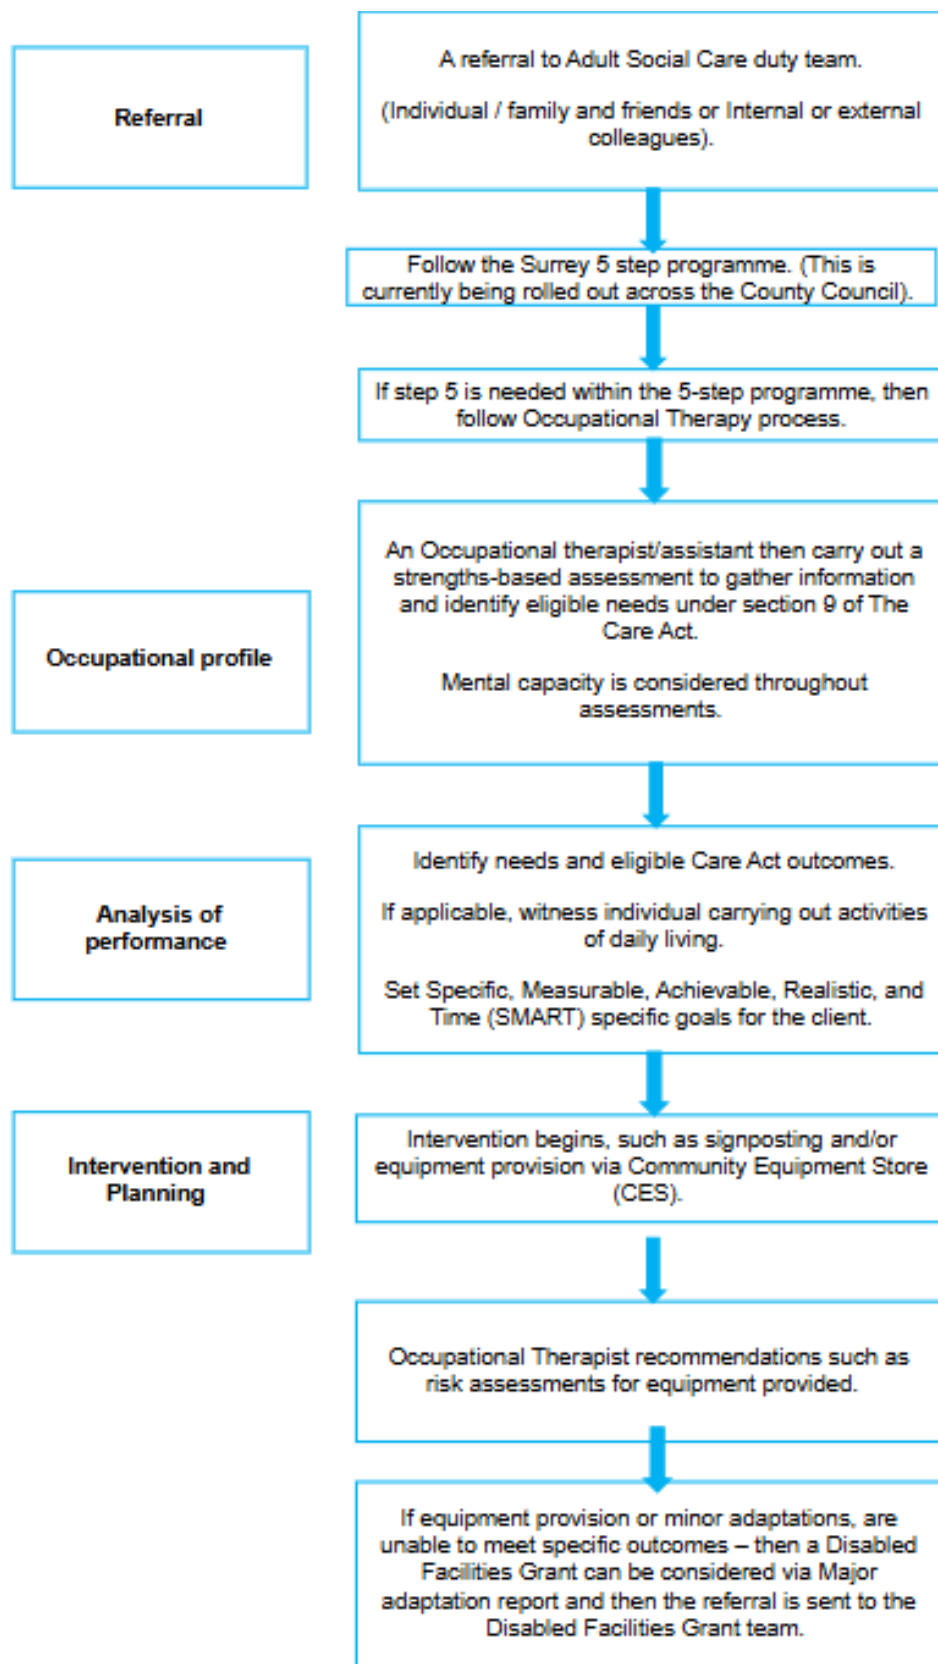 Referral
A referral to Adult Social Care duty team.
(Individual / family and friends or Internal or external
colleagues).
Follow the Surrey 5 step programme. (This is
currently being rolled out across the County Council).
If step 5 is needed within the 5-step programme, then
follow Occupational Therapy process.
Occupational profile
An Occupational therapist/assistant then carry out a
strengths-based assessment to gather information
and identify eligible needs under section 9 of The
Care Act.
Mental capacity is considered throughout
assessments.
Analysis of
performance
Identify needs and eligible Care Act outcomes.
If applicable, witness individual carrying out activities
of daily living.
Set Specific, Measurable, Achievable, Realistic, and
Time (SMART) specific goals for the client.
Intervention and
Planning
Intervention begins, such as signposting and/or
equipment provision via Community Equipment Store
(CES).
Occupational Therapist recommendations such as
risk assessments for equipment provided.
If equipment provision or minor adaptations, are
unable to meet specific outcomes – then a Disabled
Facilities Grant can be considered via Major
adaptation report and then the referral is sent to the
Disabled Facilities Grant team.